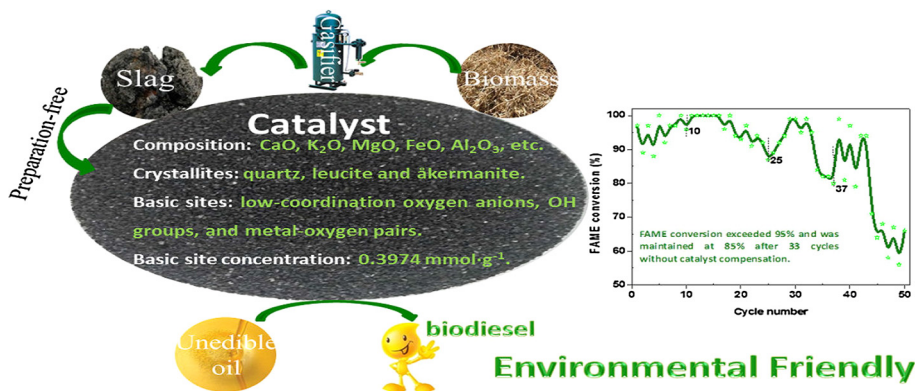 Gasifier
Slag
Biomass
Preparation-free
Catalyst
Composition: CaO, K₂O, MgO, FeO, Al₂O₃, etc.
Crystallites: quartz, leucite and åkermanite.
Basic sites: low-coordination oxygen anions, OH
groups, and metal-oxygen pairs.
Basic site concentration: 0.3974 mmol·g⁻¹.
Unedible
oil
biodiesel
Environmental Friendly
FAME conversion (%)
100
90
80
70
60
50
10
25
37
FAME conversion exceeded 95% and was
maintained at 85% after 33 cycles
without catalyst compensation.
0 10 20 30 40 50
Cycle number